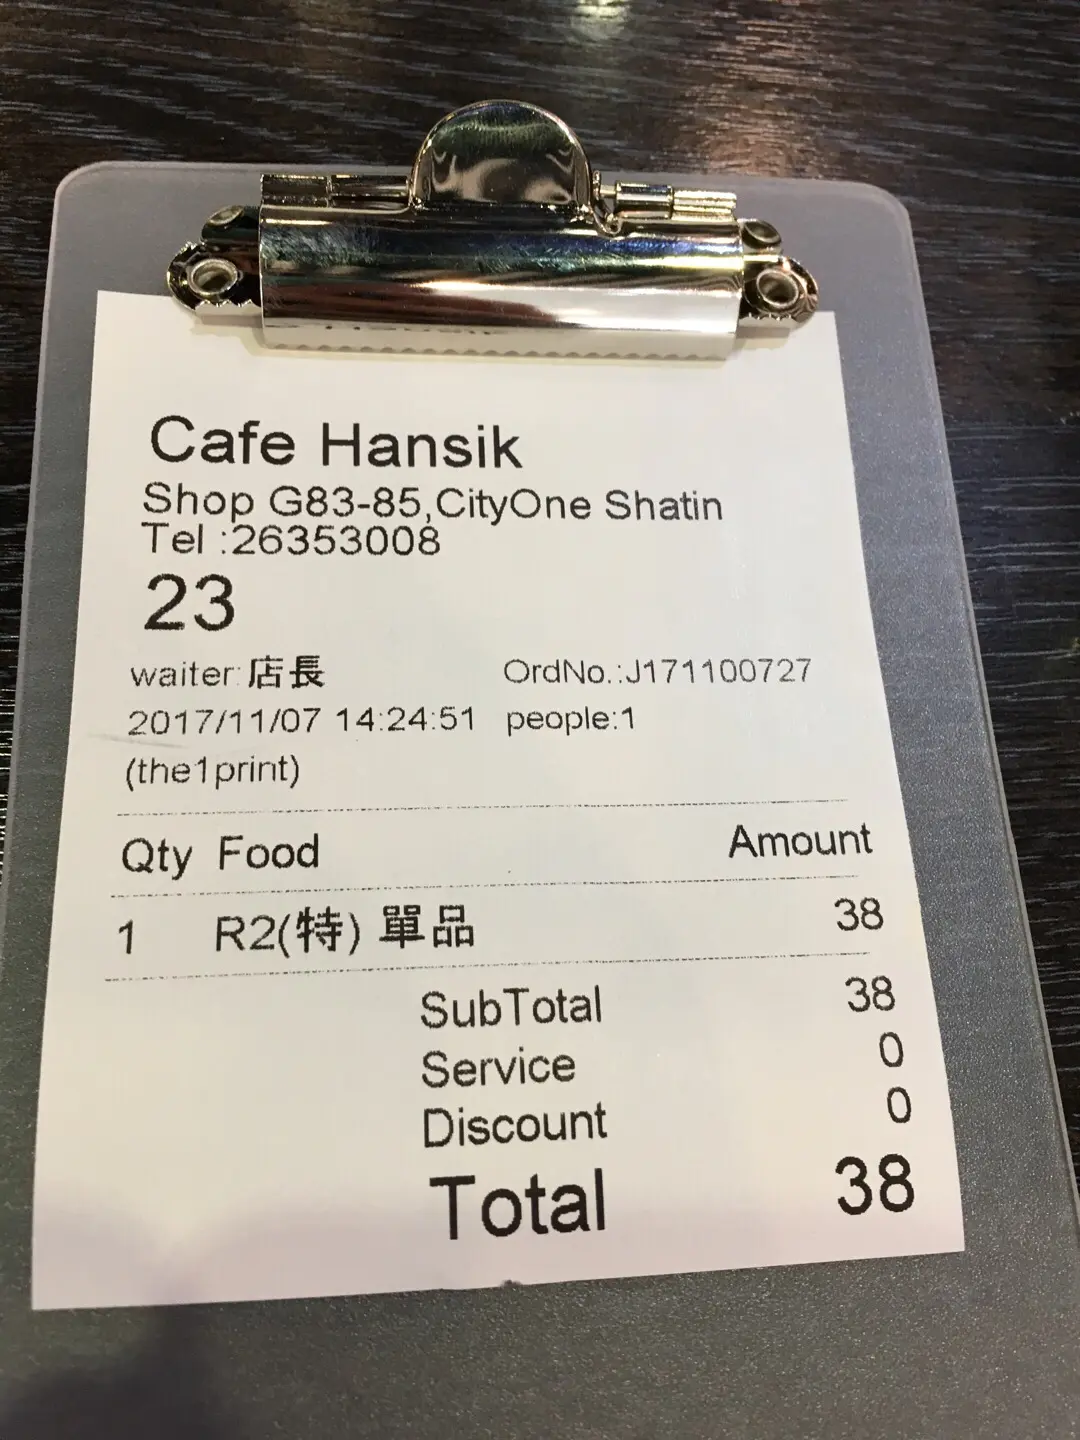 Cafe Hansik
Shop G83-85,CityOne Shatin
Tel :26353008
23
waiter:店長 OrdNo.:J171100727
2017/11/07 14:24:51 people:1
(the1print)
Qty Food Amount
1 R2(特) 單品 38
SubTotal 38
Service 0
Discount 0
Total 38